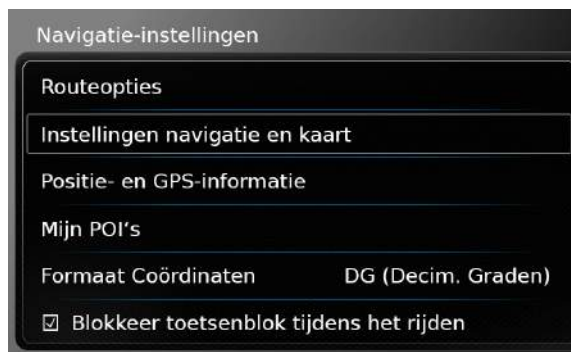 Navigatie-instellingen
Routeopties
Instellingen navigatie en kaart
Positie- en GPS-informatie
Mijn POI‘s
Formaat Coördinaten DG (Decim. Graden)
☑ Blokkeer toetsenblok tijdens het rijden